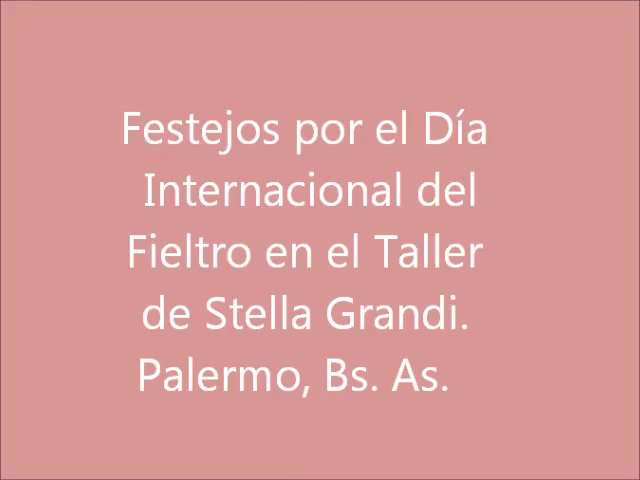 Festejos por el Día
Internacional del
Fieltro en el Taller
de Stella Grandi.
Palermo, Bs. As.